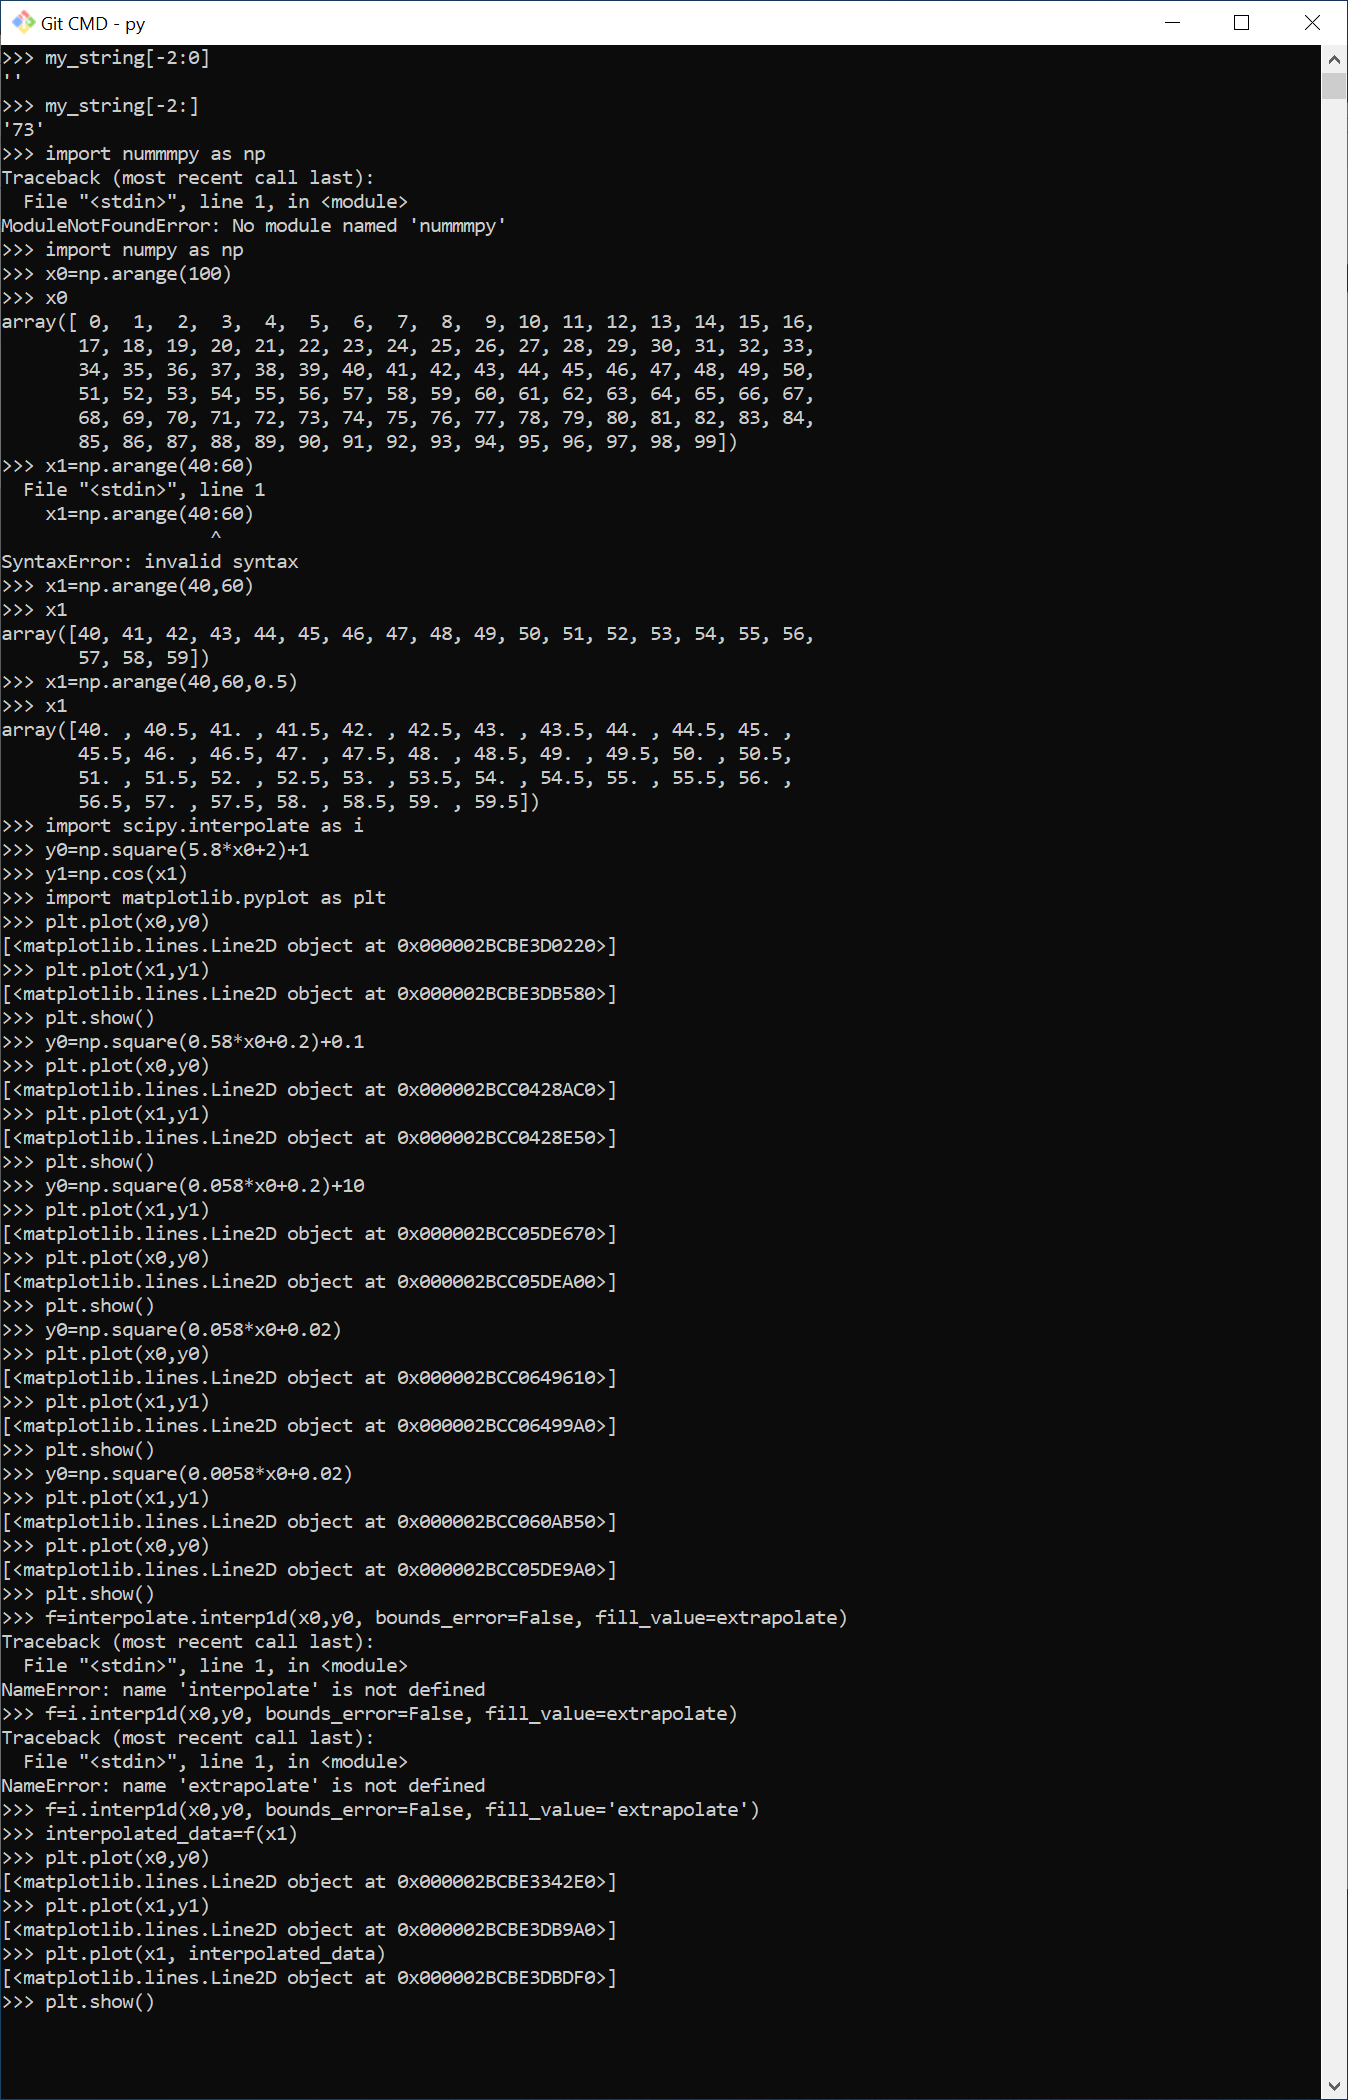 Git CMD - py
>>> my_string[-2:0]
''
>>> my_string[-2:]
'73'
>>> import nummmpy as np
Traceback (most recent call last):
  File "<stdin>", line 1, in <module>
ModuleNotFoundError: No module named 'nummmpy'
>>> import numpy as np
>>> x0=np.arange(100)
>>> x0
array([ 0,  1,  2,  3,  4,  5,  6,  7,  8,  9, 10, 11, 12, 13, 14, 15, 16,
       17, 18, 19, 20, 21, 22, 23, 24, 25, 26, 27, 28, 29, 30, 31, 32, 33,
       34, 35, 36, 37, 38, 39, 40, 41, 42, 43, 44, 45, 46, 47, 48, 49, 50,
       51, 52, 53, 54, 55, 56, 57, 58, 59, 60, 61, 62, 63, 64, 65, 66, 67,
       68, 69, 70, 71, 72, 73, 74, 75, 76, 77, 78, 79, 80, 81, 82, 83, 84,
       85, 86, 87, 88, 89, 90, 91, 92, 93, 94, 95, 96, 97, 98, 99])
>>> x1=np.arange(40:60)
  File "<stdin>", line 1
    x1=np.arange(40:60)
                   ^
SyntaxError: invalid syntax
>>> x1=np.arange(40,60)
>>> x1
array([40, 41, 42, 43, 44, 45, 46, 47, 48, 49, 50, 51, 52, 53, 54, 55, 56,
       57, 58, 59])
>>> x1=np.arange(40,60,0.5)
>>> x1
array([40. , 40.5, 41. , 41.5, 42. , 42.5, 43. , 43.5, 44. , 44.5, 45. ,
       45.5, 46. , 46.5, 47. , 47.5, 48. , 48.5, 49. , 49.5, 50. , 50.5,
       51. , 51.5, 52. , 52.5, 53. , 53.5, 54. , 54.5, 55. , 55.5, 56. ,
       56.5, 57. , 57.5, 58. , 58.5, 59. , 59.5])
>>> import scipy.interpolate as i
>>> y0=np.square(5.8*x0+2)+1
>>> y1=np.cos(x1)
>>> import matplotlib.pyplot as plt
>>> plt.plot(x0,y0)
[<matplotlib.lines.Line2D object at 0x000002BCBE3D0220>]
>>> plt.plot(x1,y1)
[<matplotlib.lines.Line2D object at 0x000002BCBE3DB580>]
>>> plt.show()
>>> y0=np.square(0.58*x0+0.2)+0.1
>>> plt.plot(x0,y0)
[<matplotlib.lines.Line2D object at 0x000002BCC0428AC0>]
>>> plt.plot(x1,y1)
[<matplotlib.lines.Line2D object at 0x000002BCC0428E50>]
>>> plt.show()
>>> y0=np.square(0.058*x0+0.2)+10
>>> plt.plot(x1,y1)
[<matplotlib.lines.Line2D object at 0x000002BCC05DE670>]
>>> plt.plot(x0,y0)
[<matplotlib.lines.Line2D object at 0x000002BCC05DEA00>]
>>> plt.show()
>>> y0=np.square(0.058*x0+0.02)
>>> plt.plot(x0,y0)
[<matplotlib.lines.Line2D object at 0x000002BCC0649610>]
>>> plt.plot(x1,y1)
[<matplotlib.lines.Line2D object at 0x000002BCC06499A0>]
>>> plt.show()
>>> y0=np.square(0.0058*x0+0.02)
>>> plt.plot(x1,y1)
[<matplotlib.lines.Line2D object at 0x000002BCC060AB50>]
>>> plt.plot(x0,y0)
[<matplotlib.lines.Line2D object at 0x000002BCC05DE9A0>]
>>> plt.show()
>>> f=interpolate.interp1d(x0,y0, bounds_error=False, fill_value=extrapolate)
Traceback (most recent call last):
  File "<stdin>", line 1, in <module>
NameError: name 'interpolate' is not defined
>>> f=i.interp1d(x0,y0, bounds_error=False, fill_value=extrapolate)
Traceback (most recent call last):
  File "<stdin>", line 1, in <module>
NameError: name 'extrapolate' is not defined
>>> f=i.interp1d(x0,y0, bounds_error=False, fill_value='extrapolate')
>>> interpolated_data=f(x1)
>>> plt.plot(x0,y0)
[<matplotlib.lines.Line2D object at 0x000002BCBE3342E0>]
>>> plt.plot(x1,y1)
[<matplotlib.lines.Line2D object at 0x000002BCBE3DB9A0>]
>>> plt.plot(x1, interpolated_data)
[<matplotlib.lines.Line2D object at 0x000002BCBE3DBDF0>]
>>> plt.show()